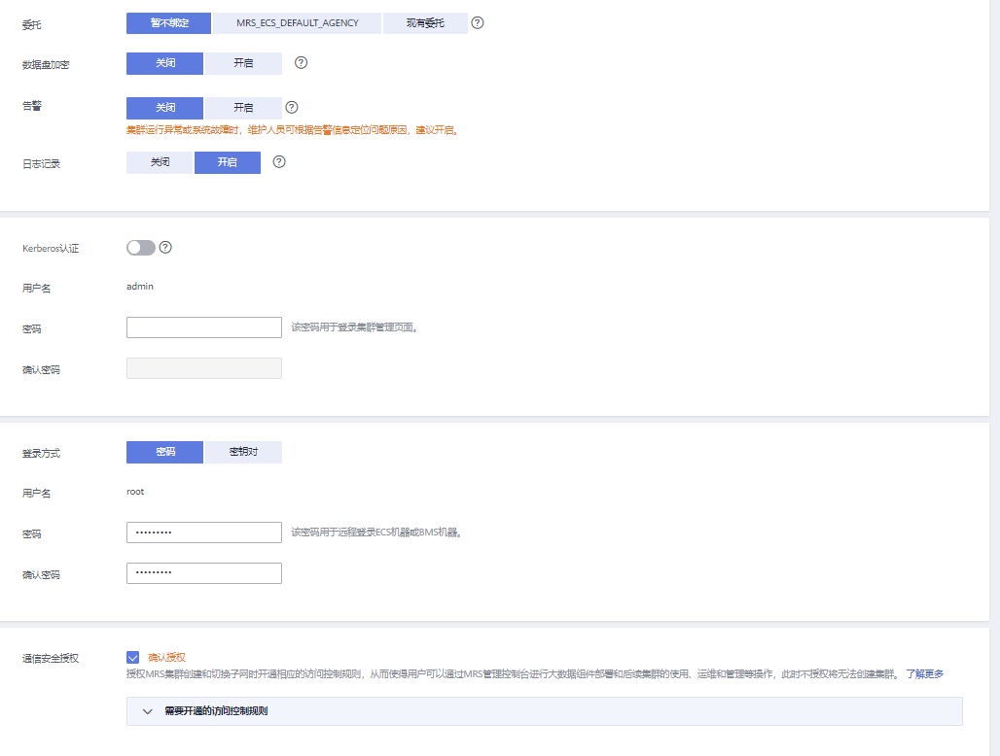 委托 暂不绑定 MRS_ECS_DEFAULT_AGENCY 现有委托 ?
数据盘加密 关闭 开启 ?
告警 关闭 开启 ?
集群运行异常或系统故障时，维护人员可根据告警信息定位问题原因，建议开启。
日志记录 关闭 开启 ?
Kerberos认证 ?
用户名 admin
密码 该密码用于登录集群管理页面。
确认密码
登录方式 密码 密钥对
用户名 root
密码 ········· 该密码用于远程登录ECS机器或BMS机器。
确认密码 ·········
通信安全授权 确认授权
授权MRS集群创建和切换子网时开通相应的访问控制规则，从而使得用户可以通过MRS管理控制台进行大数据组件部署和后续集群的使用、运维和管理等操作，此时不授权将无法创建集群。 了解更多
需要开通的访问控制规则